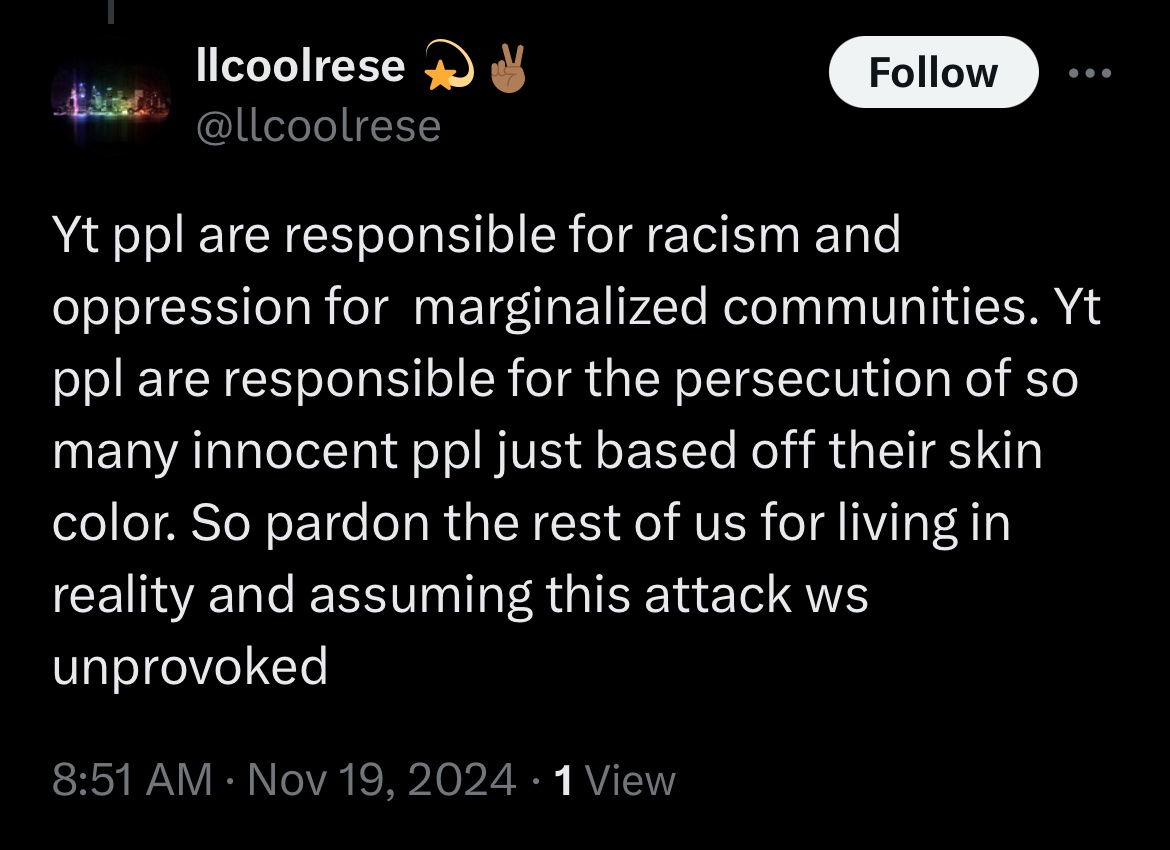 llcoolrese 💫✌🏽
Follow
@llcoolrese
Yt ppl are responsible for racism and
oppression for  marginalized communities. Yt
ppl are responsible for the persecution of so
many innocent ppl just based off their skin
color. So pardon the rest of us for living in
reality and assuming this attack ws
unprovoked
8:51 AM · Nov 19, 2024 · 1 View